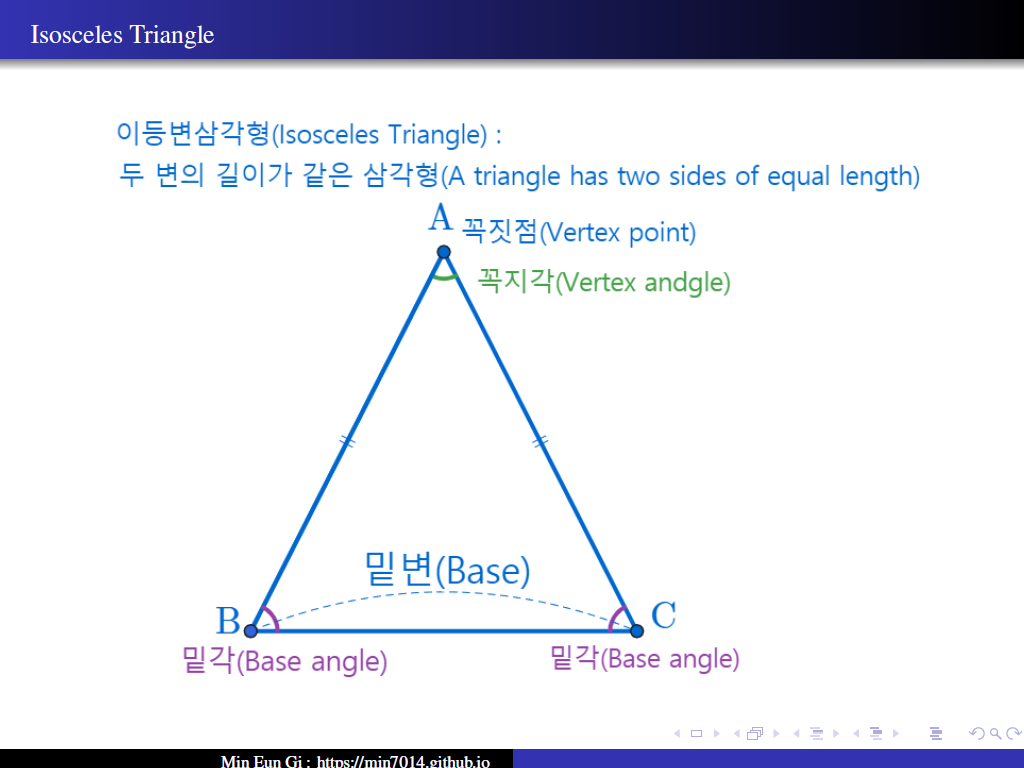 Isosceles Triangle
이등변삼각형(Isosceles Triangle) :
두 변의 길이가 같은 삼각형(A triangle has two sides of equal length)
A 꼭짓점(Vertex point)
꼭지각(Vertex andgle)
밑변(Base)
B
C
밑각(Base angle)
밑각(Base angle)
Min Eun Gi : https://min7014.github.io